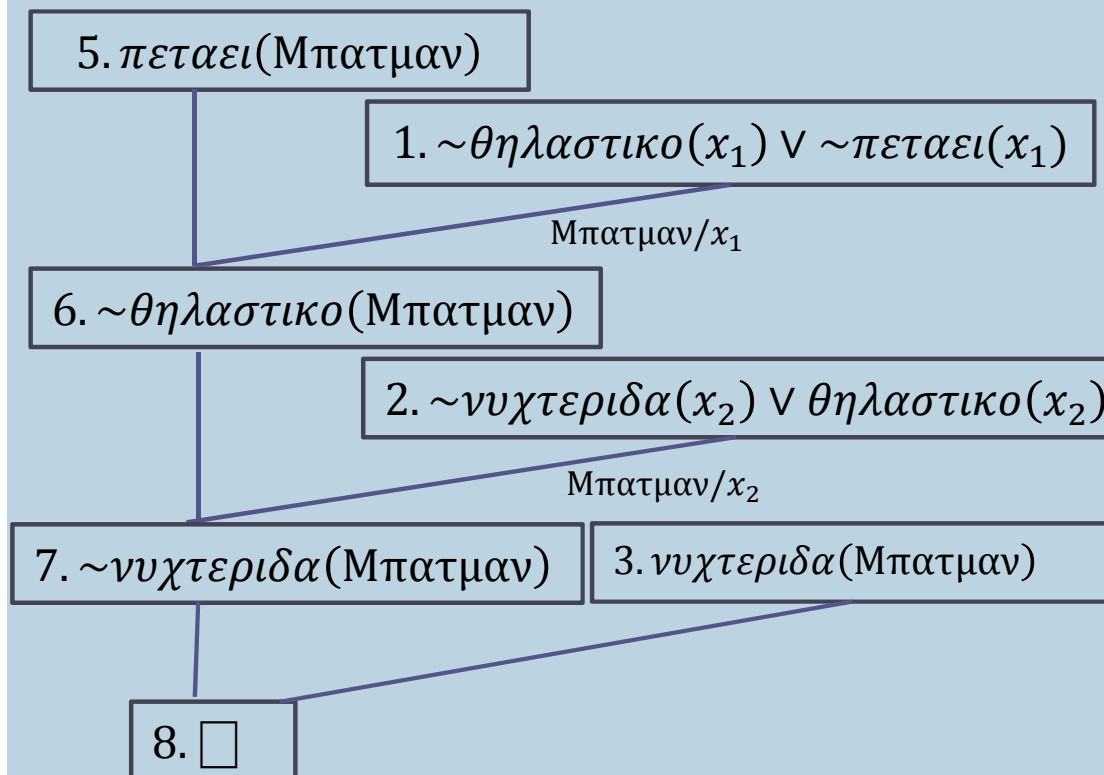 5. πεταει(Μπατμαν)
1. ~θηλαστικο(x₁) ∨ ~πεταει(x₁)
Μπατμαν/x₁
6. ~θηλαστικο(Μπατμαν)
2. ~νυχτεριδα(x₂) ∨ θηλαστικο(x₂)
Μπατμαν/x₂
7. ~νυχτεριδα(Μπατμαν)
3. νυχτεριδα(Μπατμαν)
8. □